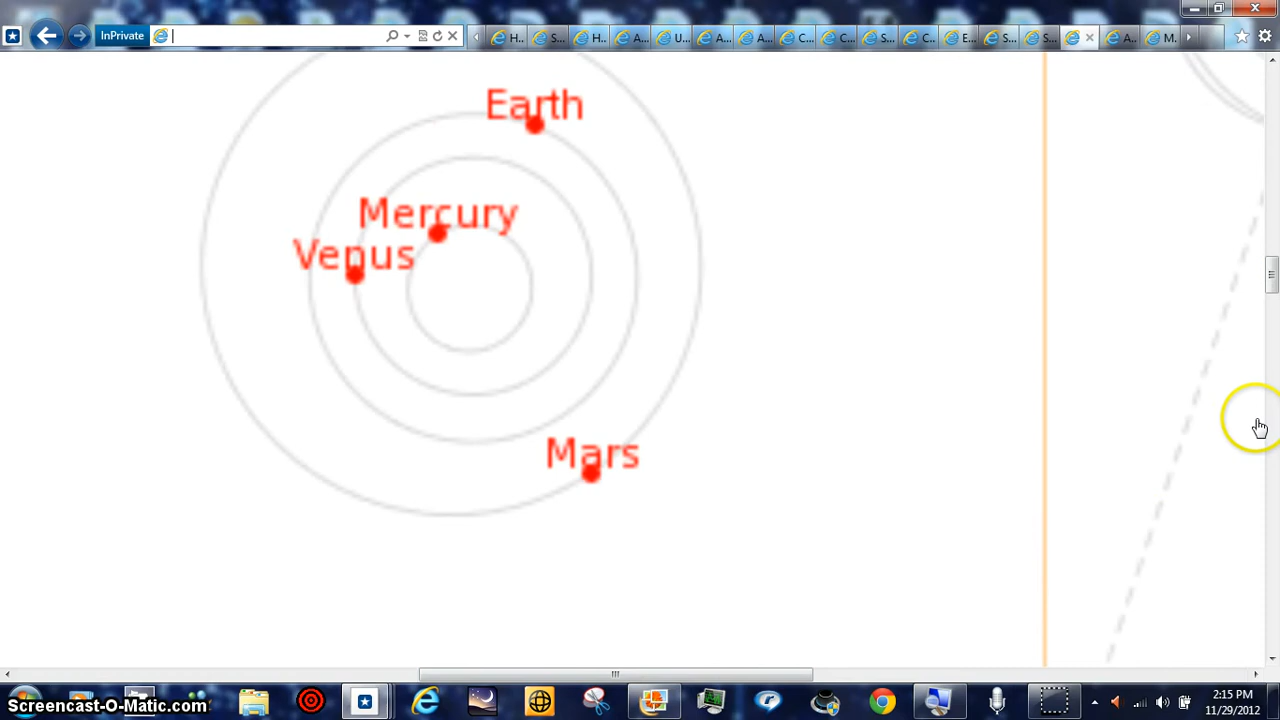 InPrivate
H..
S...
H..
A...
U...
A...
A...
C...
C...
S...
C...
E...
S...
S...
A...
M.
Earth
Mercury
Venus
Mars
Screencast-O-Matic.com
2:15 PM
11/29/2012